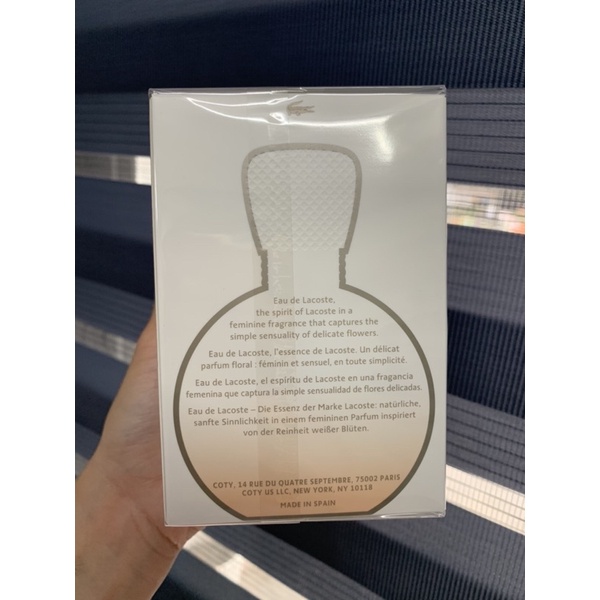 Eau de Lacoste,
the spirit of Lacoste in a
feminine fragrance that captures the
simple sensuality of delicate flowers.
Eau de Lacoste, l'essence de Lacoste. Un délicat
parfum floral : féminin et sensuel, en toute simplicité.
Eau de Lacoste, el espíritu de Lacoste en una fragancia
femenina que captura la simple sensualidad de flores delicadas.
Eau de Lacoste – Die Essenz der Marke Lacoste: natürliche,
sanfte Sinnlichkeit in einem femininen Parfum inspiriert
von der Reinheit weißer Blüten.
COTY, 14 RUE DU QUATRE SEPTEMBRE, 75002 PARIS
COTY US LLC, NEW YORK, NY 10118
MADE IN SPAIN